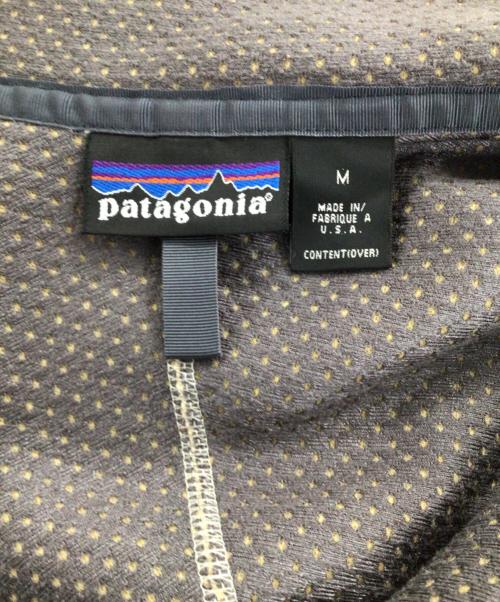 patagonia®
M
MADE IN/
FABRIQUE A
U.S.A.
CONTENT(OVER)